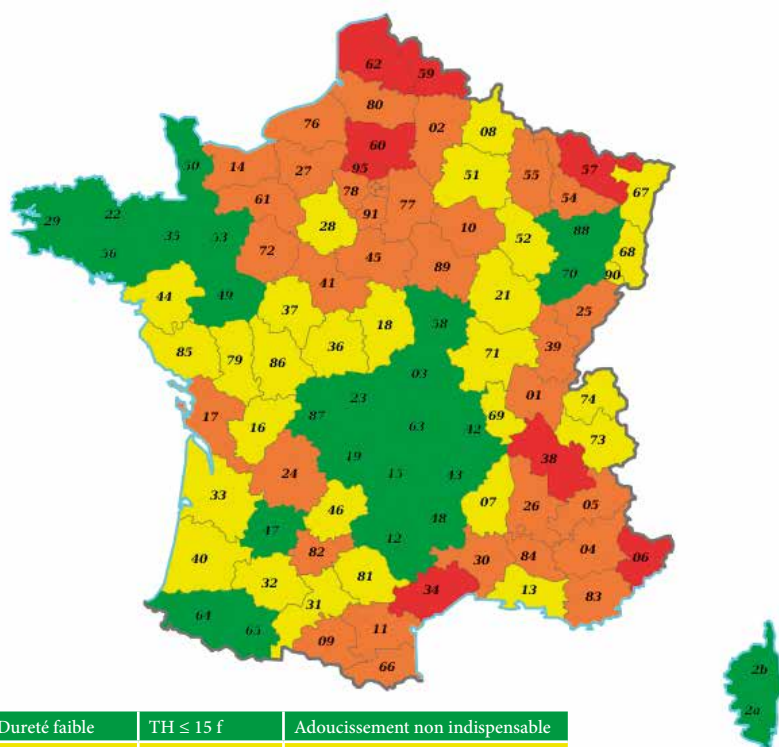 62 59
80
76 02 08
60
50 14 27 95 57
78 51 55
61 77 54 67
29 22 28 91
35 53 10 52 88 68
56 72 45
89 70 90
49 41
44 37 21 25
18 58
36 71 39
85 79 86
03
01 74
23 69
17 87
16 63 42 73
19 38
24 15 43
33 46 07 26 05
47 48
12
82 30 84 04 06
40 32 81
34 13 83
31
64 65 11
09
66
2b
2a
Dureté faible TH ≤ 15 f Adoucissement non indispensable